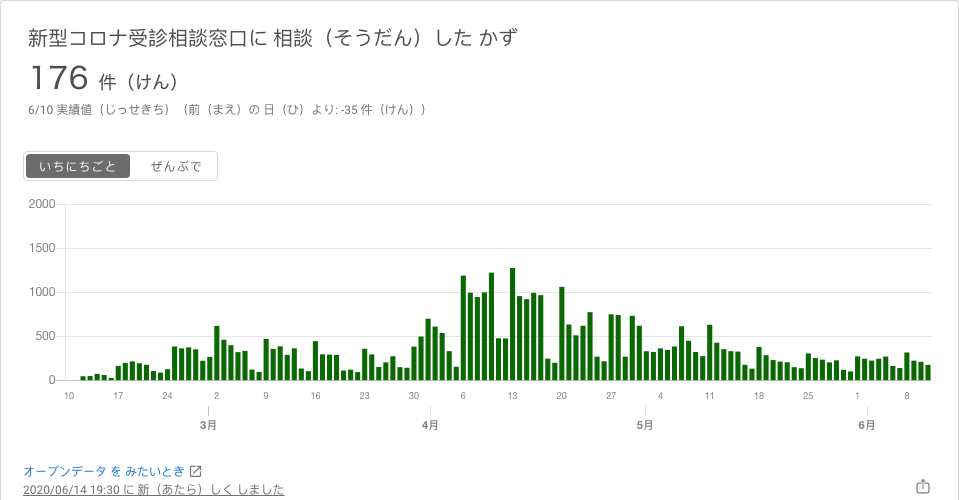 新型コロナ受診相談窓口に 相談（そうだん）した かず
176 件（けん）
6/10 実績値（じっせきち）（前（まえ）の 日（ひ）より: -35 件（けん））
いちにちごと ぜんぶで
2000
1500
1000
500
0
10 17 24 2 9 16 23 30 6 13 20 27 4 11 18 25 1 8
3月 4月 5月 6月
オープンデータ を みたいとき
2020/06/14 19:30 に 新（あたら）しく しました